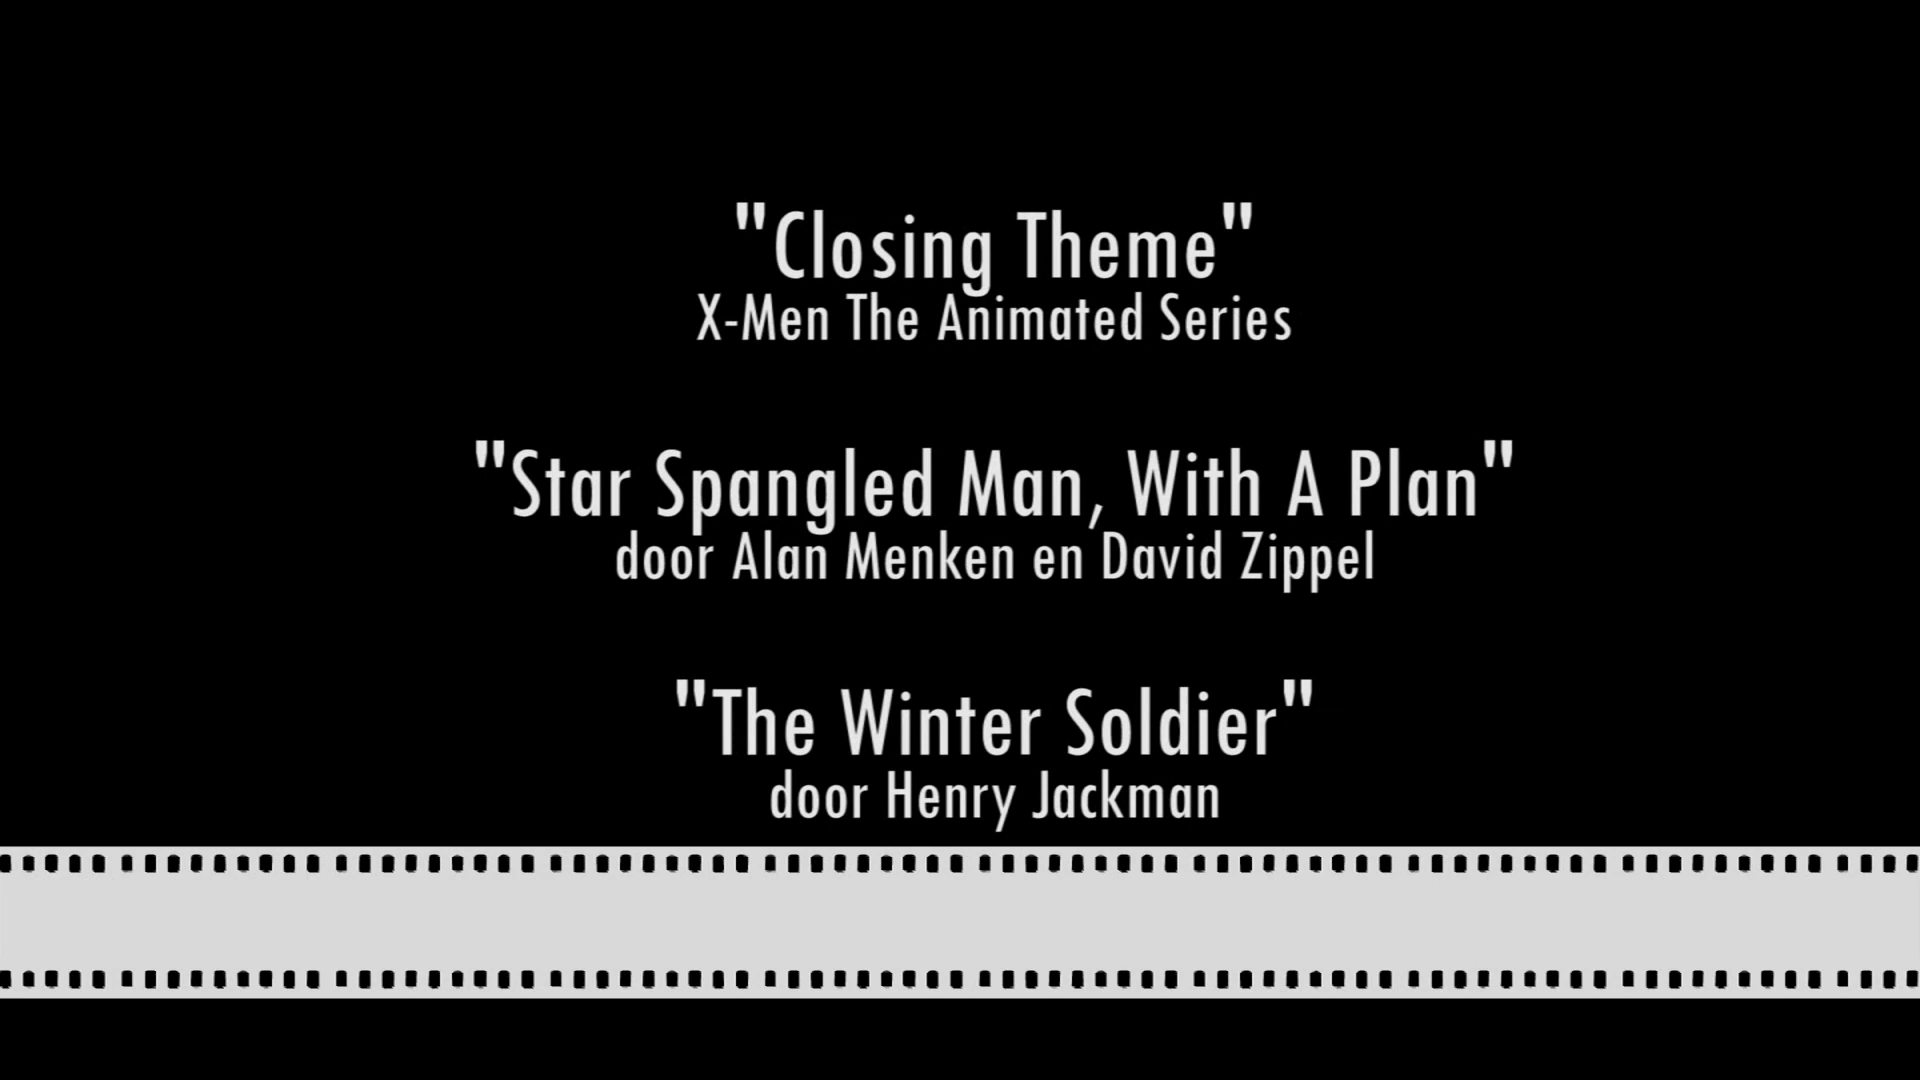 "Closing Theme"
X-Men The Animated Series
"Star Spangled Man, With A Plan"
door Alan Menken en David Zippel
"The Winter Soldier"
door Henry Jackman